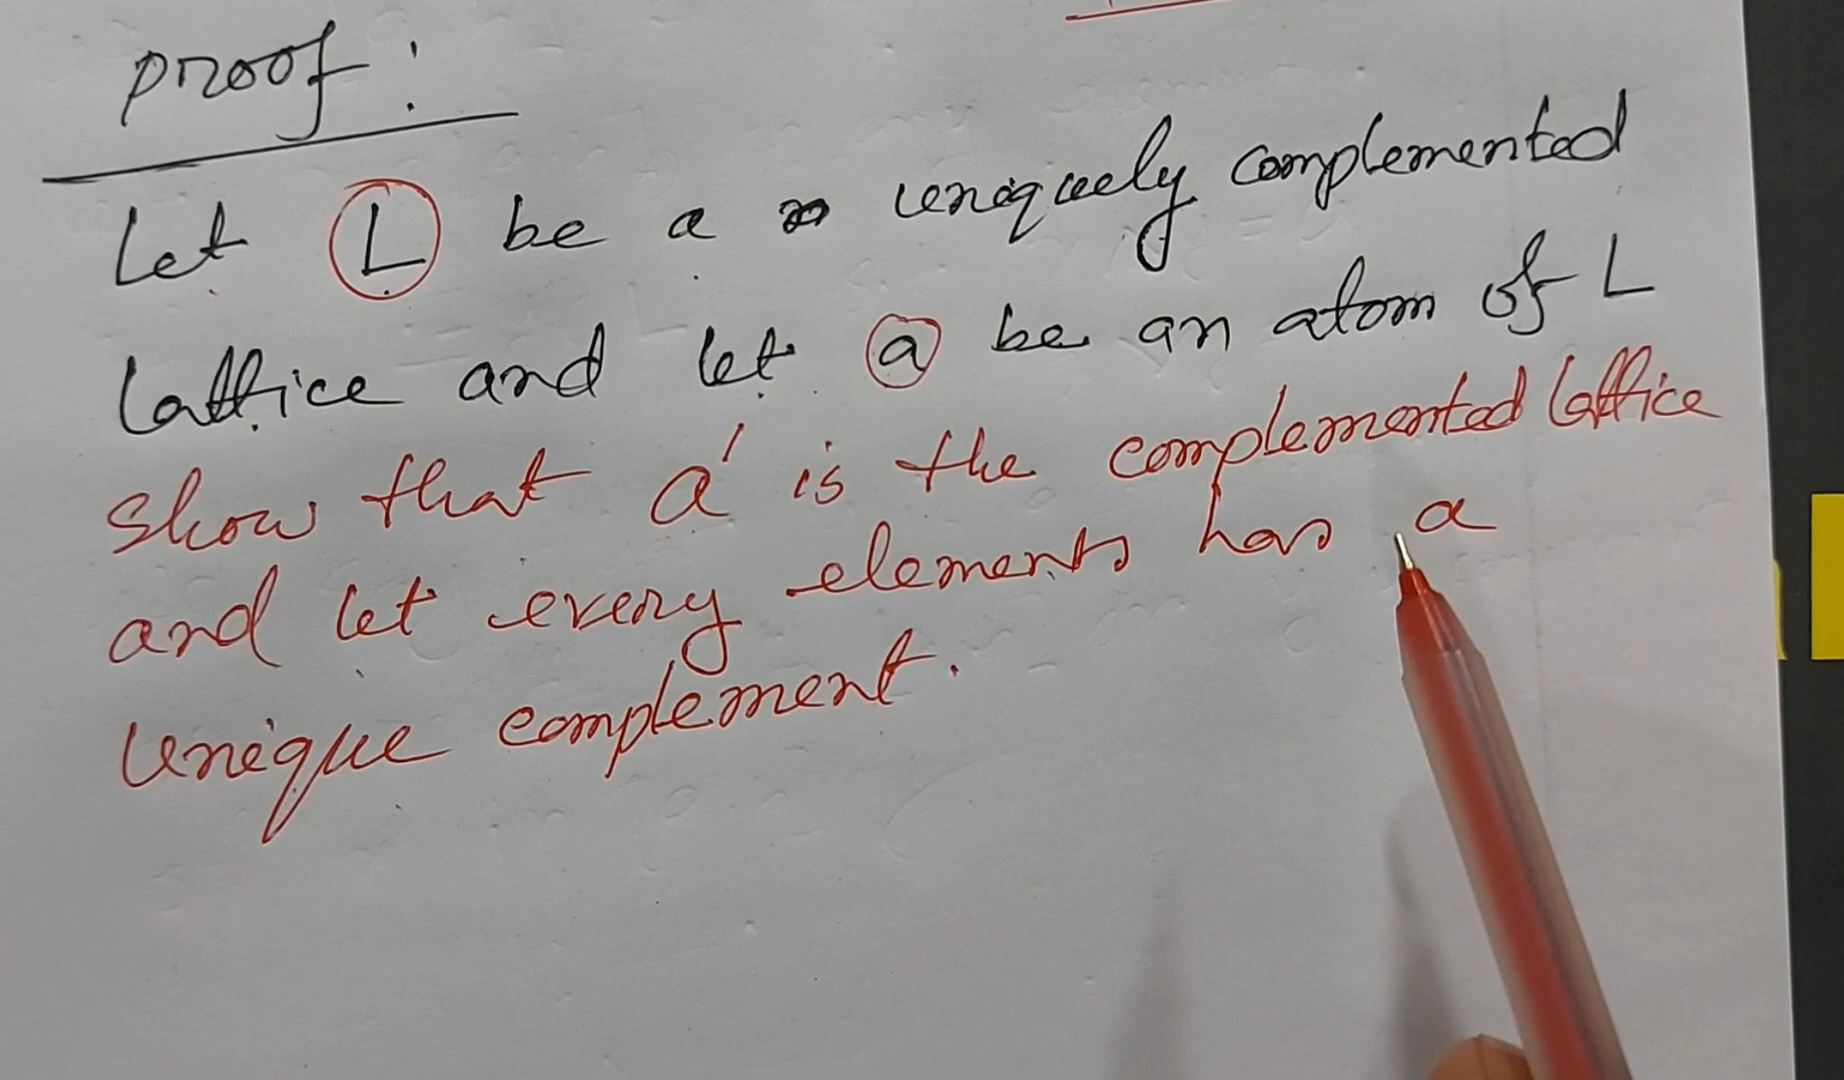 Proof :
Let L be a uniquely complemented
lattice and let a be an atom of L
Show that a' is the complemented lattice
and let every elements has a
unique complement.